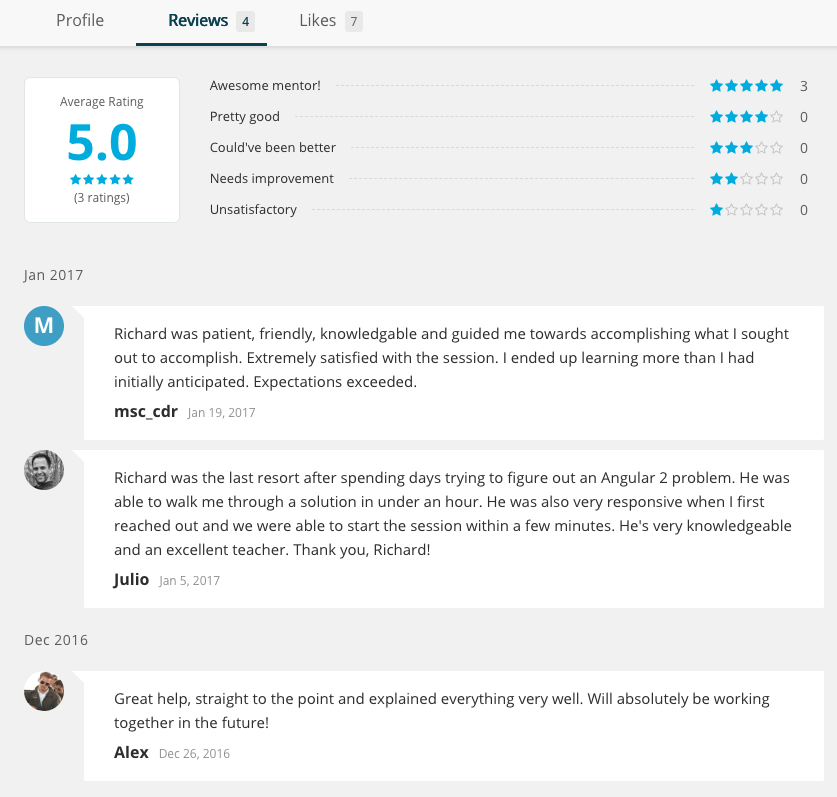 Profile Reviews 4 Likes 7
Average Rating
5.0
(3 ratings)
Awesome mentor! 3
Pretty good 0
Could've been better 0
Needs improvement 0
Unsatisfactory 0
Jan 2017
M
Richard was patient, friendly, knowledgable and guided me towards accomplishing what I sought
out to accomplish. Extremely satisfied with the session. I ended up learning more than I had
initially anticipated. Expectations exceeded.
msc_cdr Jan 19, 2017
Richard was the last resort after spending days trying to figure out an Angular 2 problem. He was
able to walk me through a solution in under an hour. He was also very responsive when I first
reached out and we were able to start the session within a few minutes. He's very knowledgeable
and an excellent teacher. Thank you, Richard!
Julio Jan 5, 2017
Dec 2016
Great help, straight to the point and explained everything very well. Will absolutely be working
together in the future!
Alex Dec 26, 2016